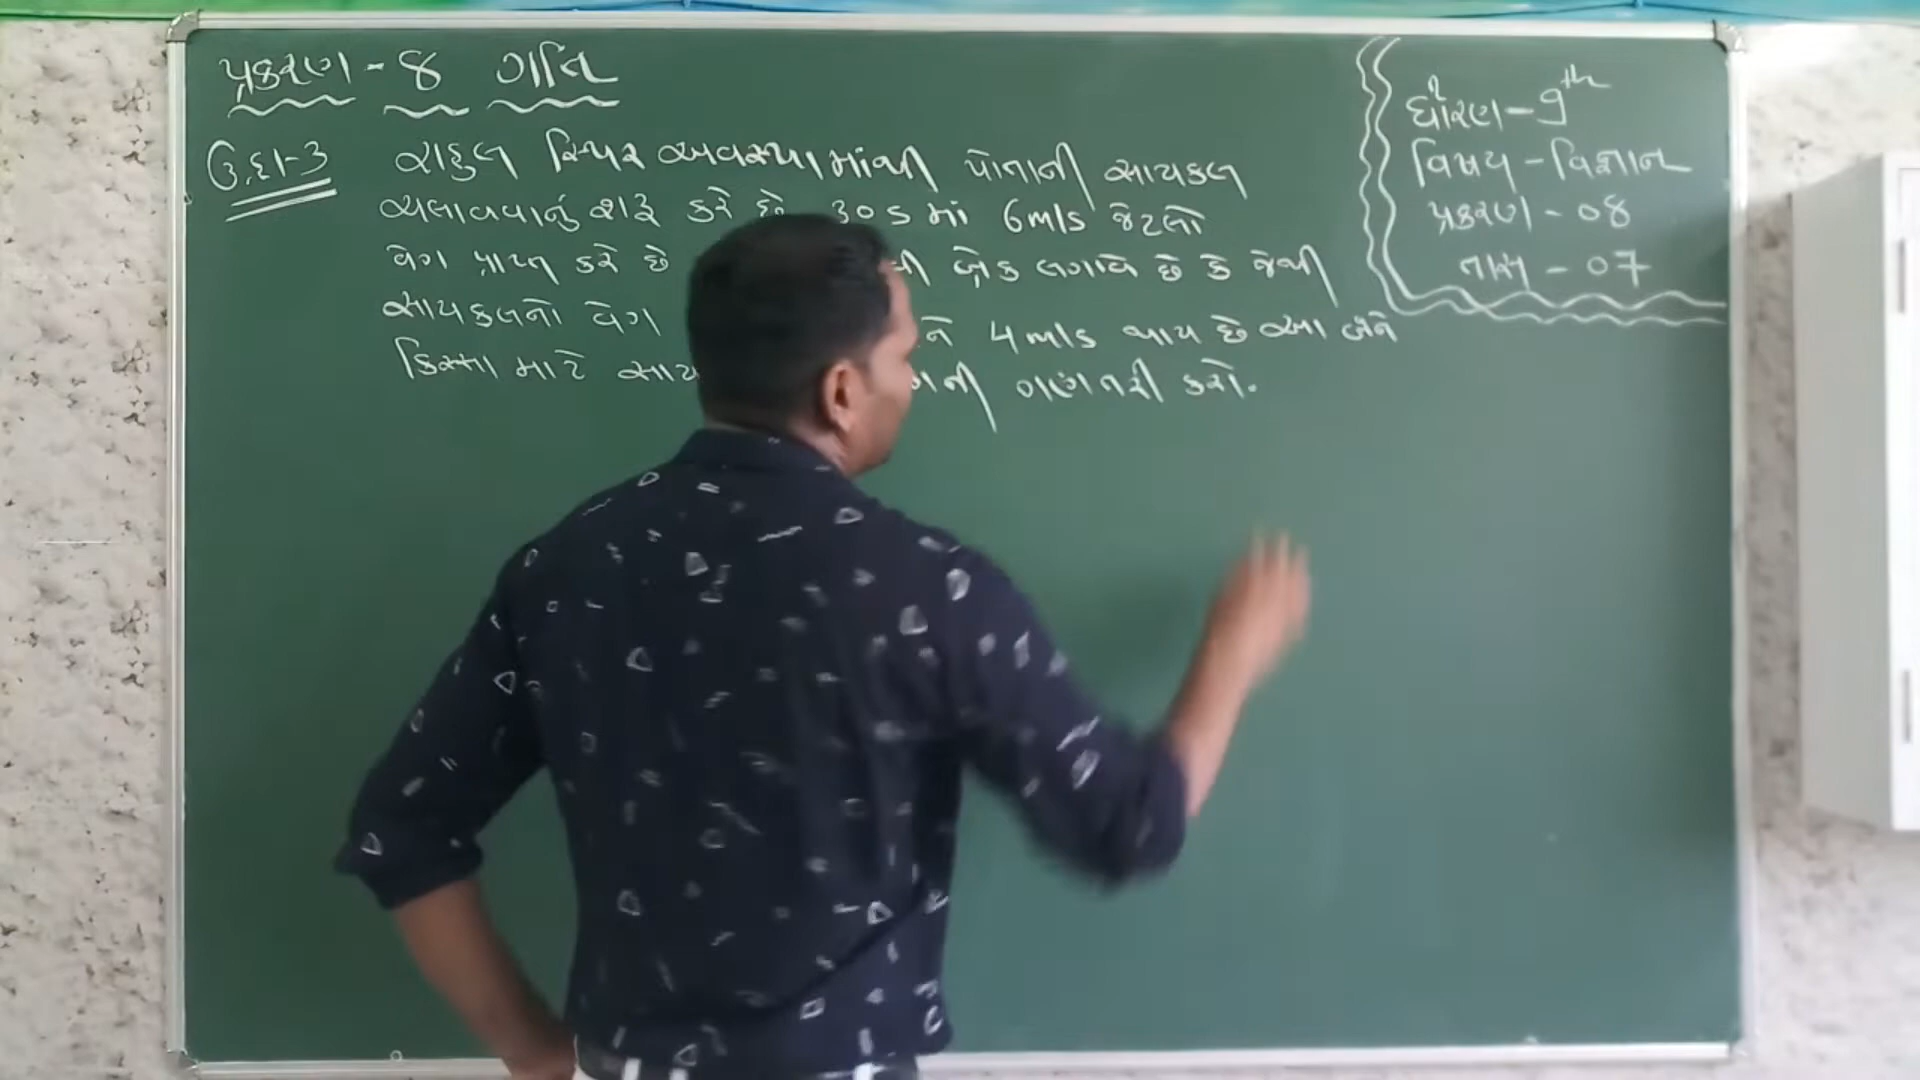 પ્રકરણ - 8 ગતિ
ઉ.દા-3 રાહુલ સ્થિર અવસ્થામાંથી પોતાની સાયકલ
ચલાવવાનું શરૂ કરે છે 30 s માં 6 m/s જેટલો
વેગ પ્રાપ્ત કરે છે બ્રેક લગાવે છે કે જેથી
સાયકલનો વેગ 4 m/s થાય છે આ બંને
કિસ્સા માટે ગણતરી કરો.
ધોરણ - 9th
વિષય - વિજ્ઞાન
પ્રકરણ - 08
તાસ - 07